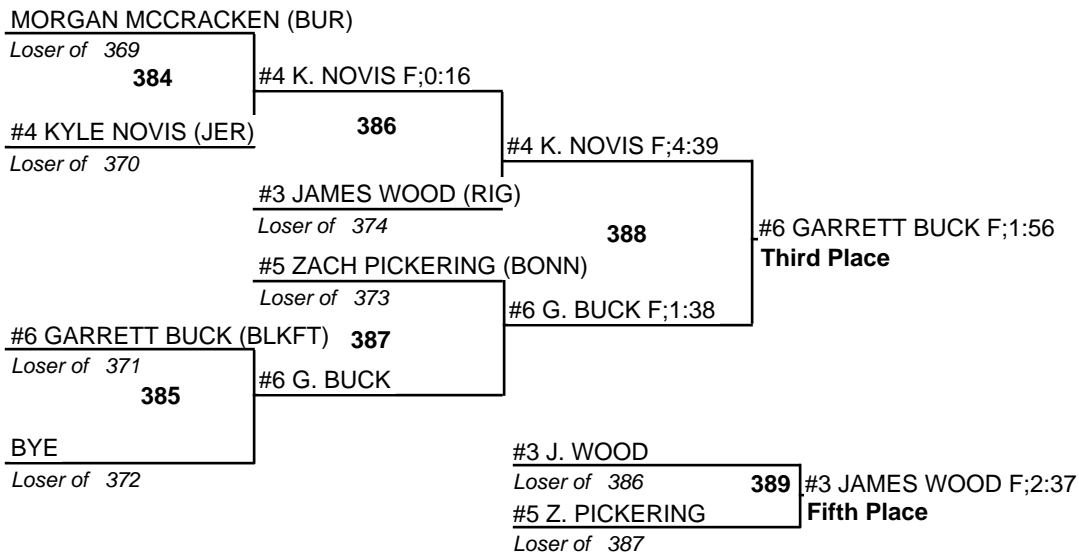 MORGAN MCCRACKEN (BUR)
Loser of 369
384
#4 K. NOVIS F;0:16
#4 KYLE NOVIS (JER)
Loser of 370
386
#4 K. NOVIS F;4:39
#3 JAMES WOOD (RIG)
Loser of 374
388
#6 GARRETT BUCK F;1:56
Third Place
#5 ZACH PICKERING (BONN)
Loser of 373
#6 G. BUCK F;1:38
#6 GARRETT BUCK (BLKFT)
387
Loser of 371
385
#6 G. BUCK
BYE
Loser of 372
#3 J. WOOD
Loser of 386
389
#3 JAMES WOOD F;2:37
Fifth Place
#5 Z. PICKERING
Loser of 387